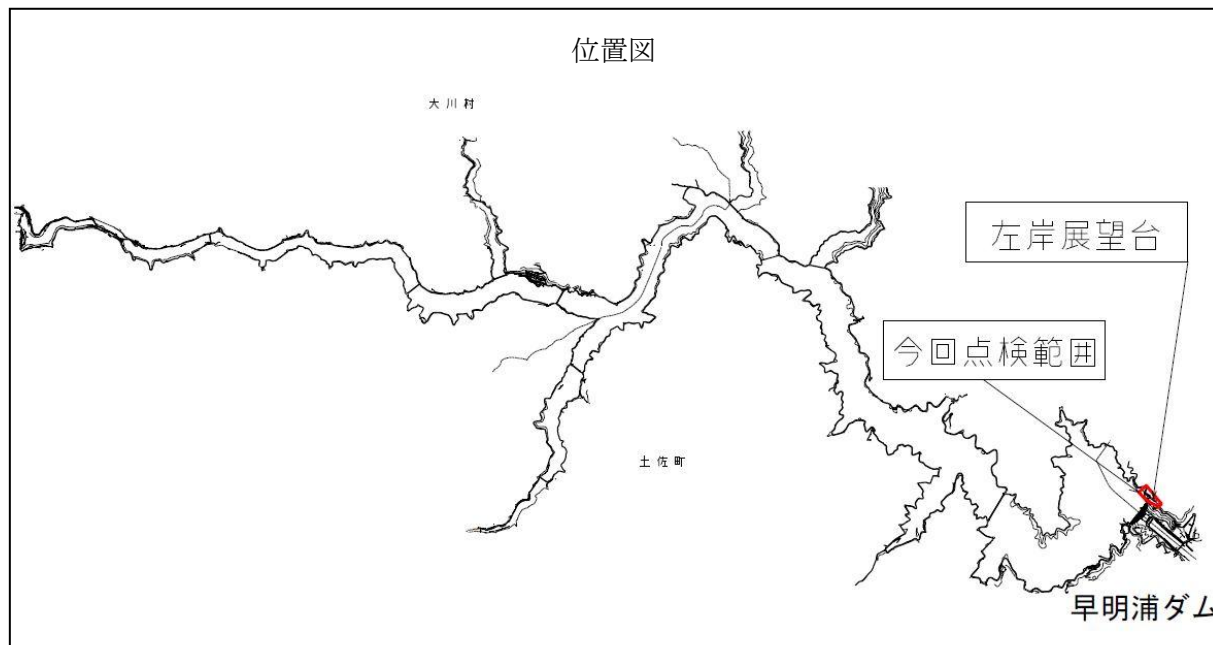 位置図
大川村
左岸展望台
今回点検範囲
土佐町
早明浦ダム